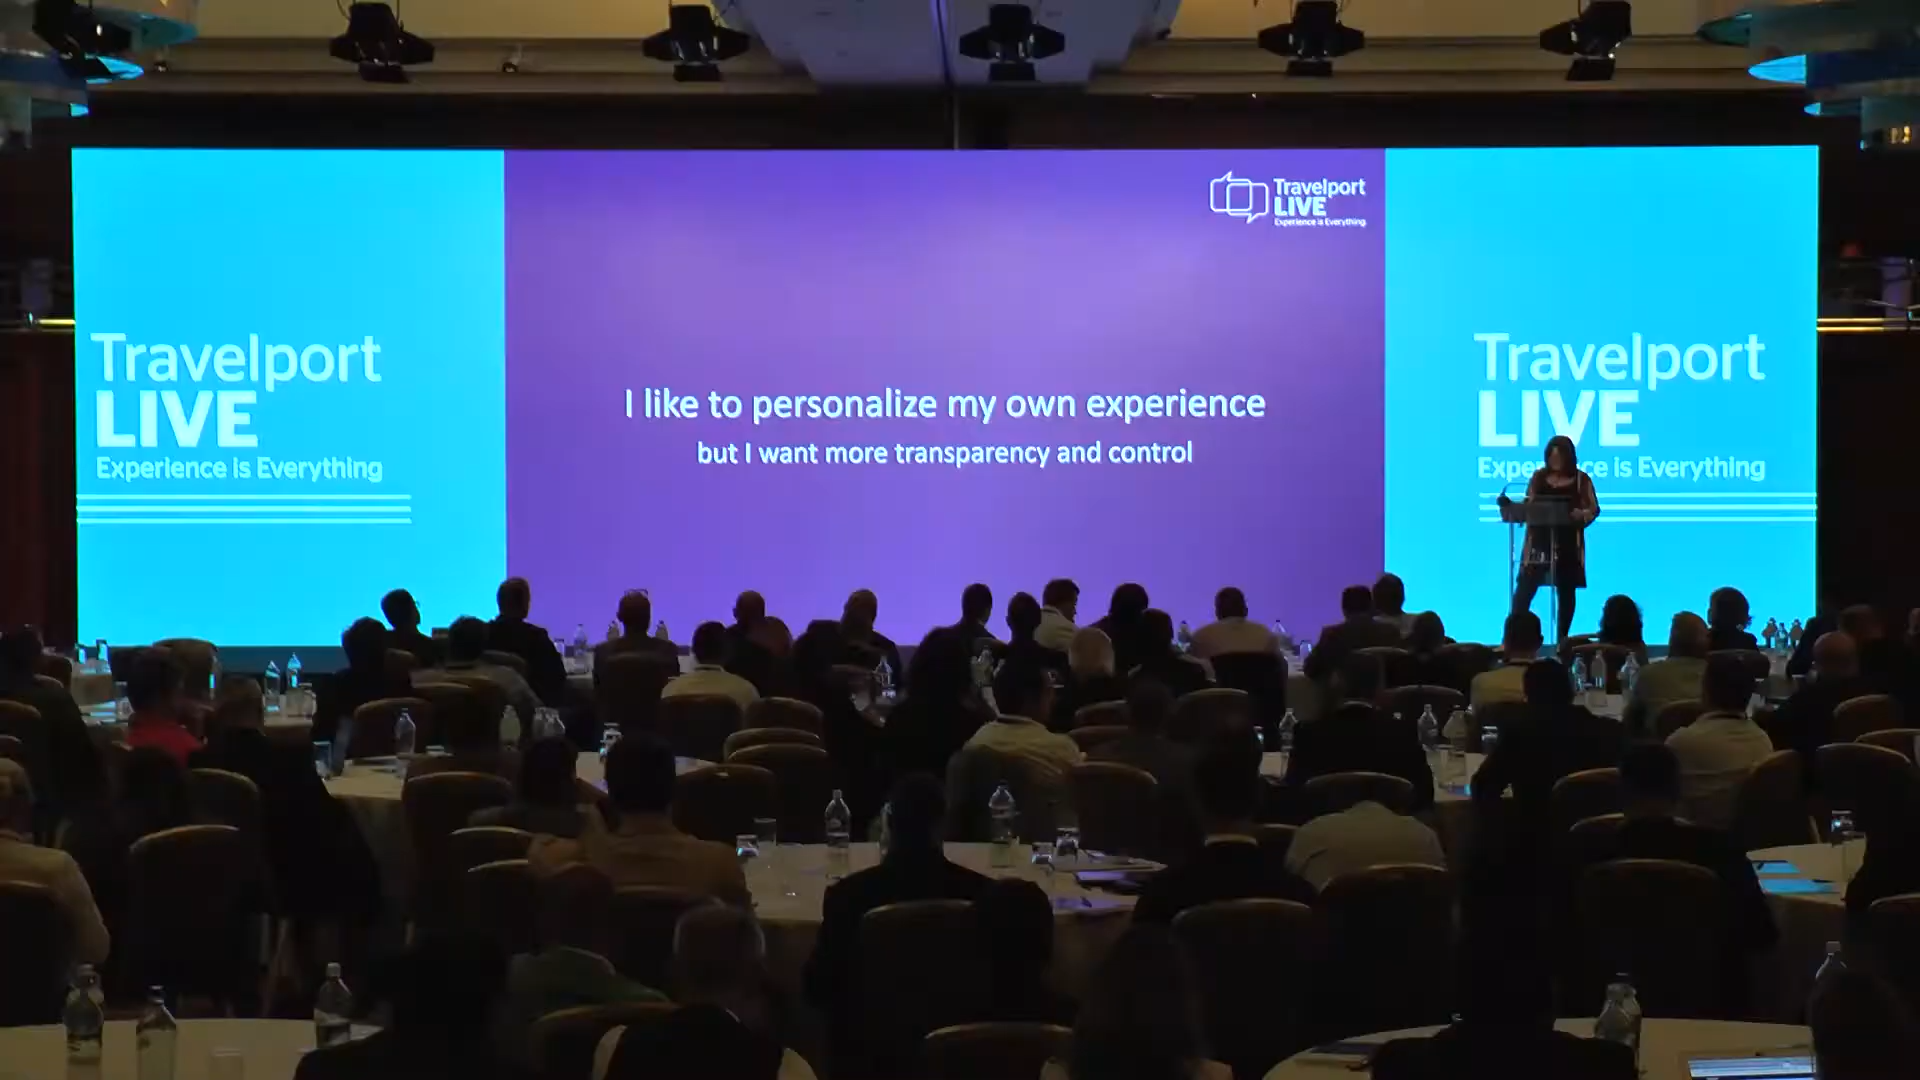 Travelport
LIVE
Experience is Everything
Travelport
LIVE
Experience is Everything
I like to personalize my own experience
but I want more transparency and control
Travelport
LIVE
Experience is Everything